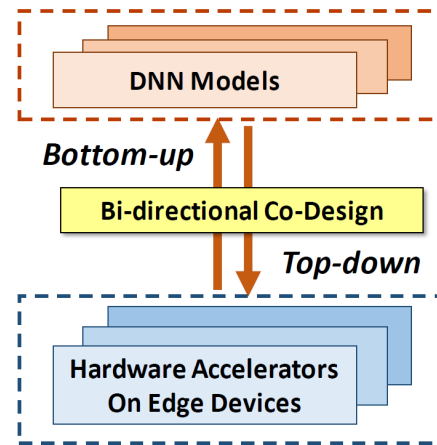 DNN Models
Bottom-up
Bi-directional Co-Design
Top-down
Hardware Accelerators
On Edge Devices